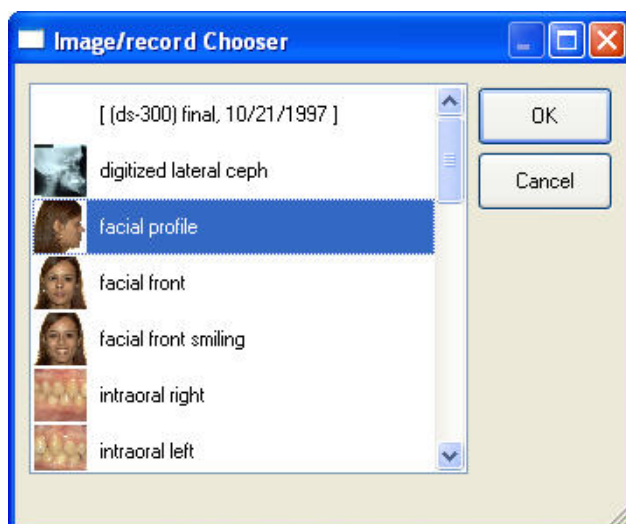 Image/record Chooser
[ (ds-300) final, 10/21/1997 ]
OK
digitized lateral ceph
Cancel
facial profile
facial front
facial front smiling
intraoral right
intraoral left